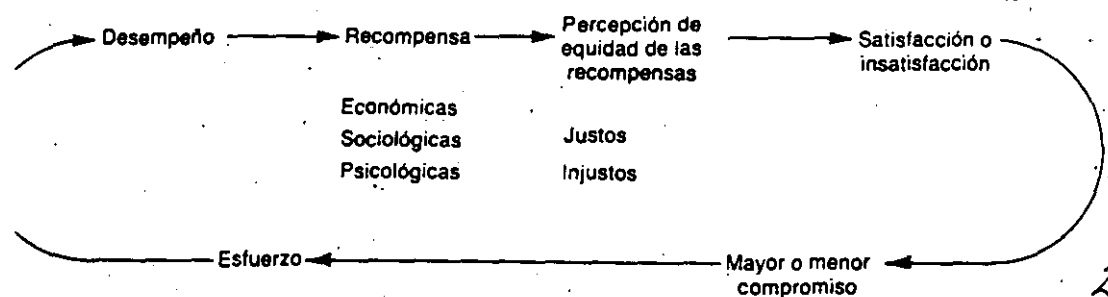 Desempeño
Recompensa
Percepción de
equidad de las
recompensas
Satisfacción o
insatisfacción
Económicas
Sociológicas
Psicológicas
Justos
Injustos
Esfuerzo
Mayor o menor
compromiso